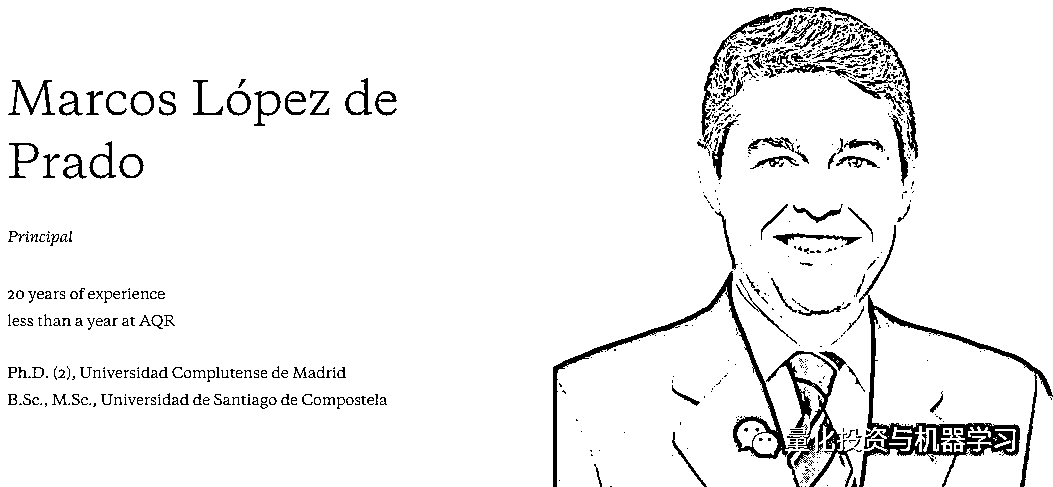 Marcos López de
Prado
Principal
20 years of experience
less than a year at AQR
Ph.D. (2), Universidad Complutense de Madrid
B.Sc., M.Sc., Universidad de Santiago de Compostela
量化投资与机器学习